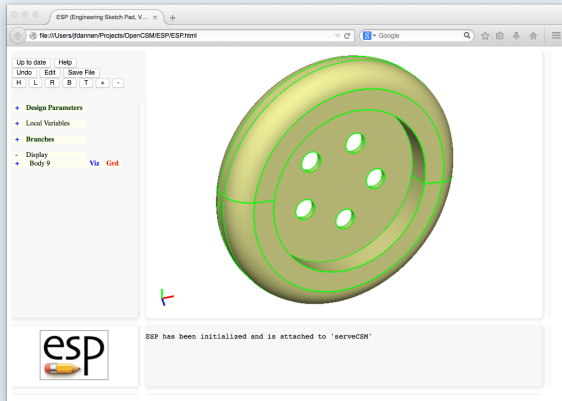 ESP (Engineering Sketch Pad, V...
file:///Users/jfdannen/Projects/OpenCSM/ESP/ESP.html
Google
Up to date Help
Undo Edit Save File
H L R B T + -
+ Design Parameters
+ Local Variables
+ Branches
- Display
+ Body 9 Viz Grd
esp
ESP has been initialized and is attached to 'serveCSM'